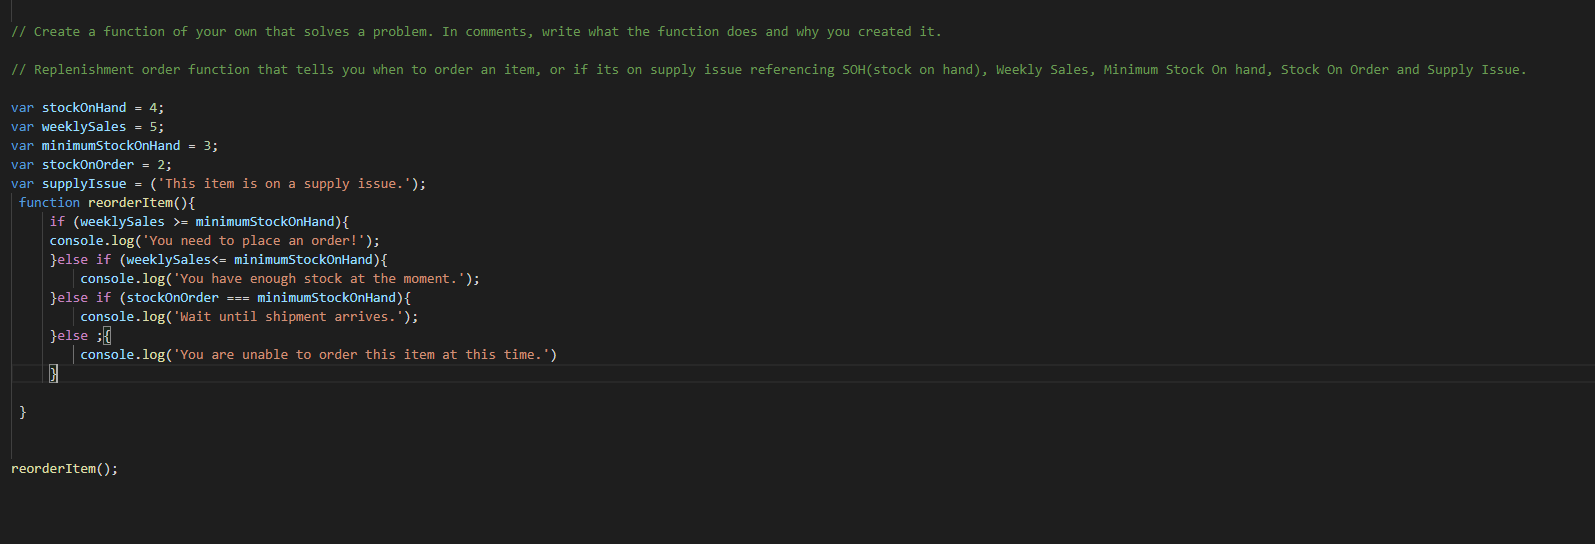 // Create a function of your own that solves a problem. In comments, write what the function does and why you created it.
// Replenishment order function that tells you when to order an item, or if its on supply issue referencing SOH(stock on hand), Weekly Sales, Minimum Stock On hand, Stock On Order and Supply Issue.
var stockOnHand = 4;
var weeklySales = 5;
var minimumStockOnHand = 3;
var stockOnOrder = 2;
var supplyIssue = ('This item is on a supply issue.');
function reorderItem(){
if (weeklySales >= minimumStockOnHand){
console.log('You need to place an order!');
}else if (weeklySales<= minimumStockOnHand){
console.log('You have enough stock at the moment.');
}else if (stockOnOrder === minimumStockOnHand){
console.log('Wait until shipment arrives.');
}else ;{
console.log('You are unable to order this item at this time.')
}
}
reorderItem();